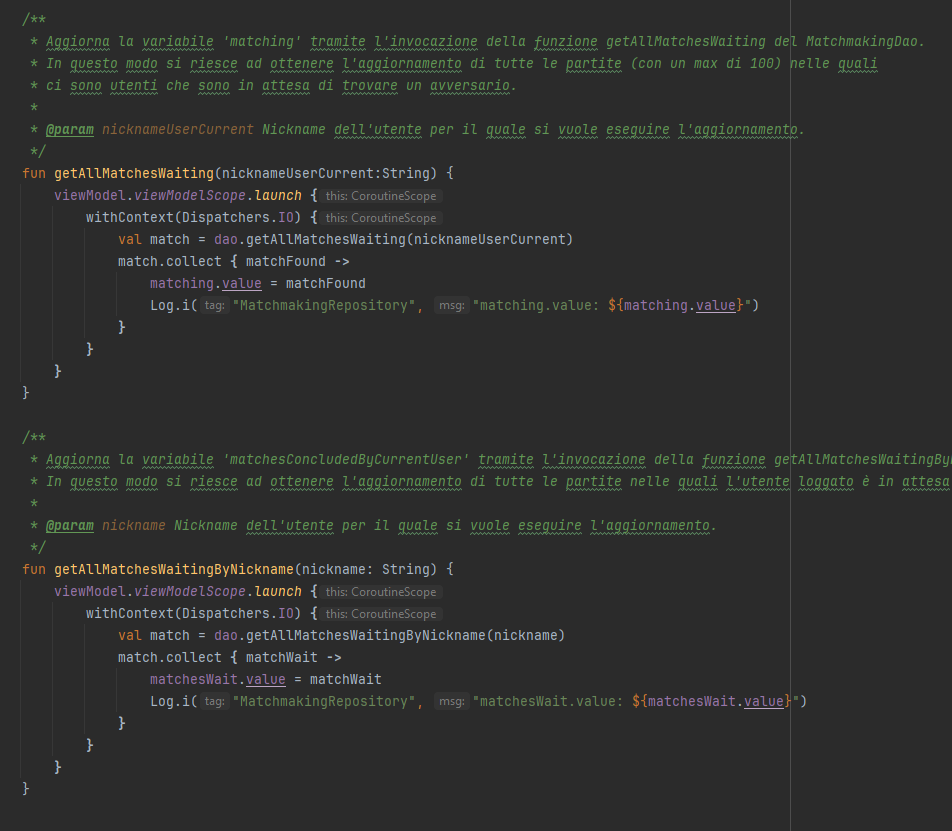 /**
 * Aggiorna la variabile 'matching' tramite l'invocazione della funzione getAllMatchesWaiting del MatchmakingDao.
 * In questo modo si riesce ad ottenere l'aggiornamento di tutte le partite (con un max di 100) nelle quali
 * ci sono utenti che sono in attesa di trovare un avversario.
 *
 * @param nicknameUserCurrent Nickname dell'utente per il quale si vuole eseguire l'aggiornamento.
 */
fun getAllMatchesWaiting(nicknameUserCurrent:String) {
    viewModel.viewModelScope.launch { this: CoroutineScope
        withContext(Dispatchers.IO) { this: CoroutineScope
            val match = dao.getAllMatchesWaiting(nicknameUserCurrent)
            match.collect { matchFound ->
                matching.value = matchFound
                Log.i( tag: "MatchmakingRepository", msg: "matching.value: ${matching.value}")
            }
        }
    }
}
/**
 * Aggiorna la variabile 'matchesConcludedByCurrentUser' tramite l'invocazione della funzione
 * In questo modo si riesce ad ottenere l'aggiornamento di tutte le partite nelle quali l'utente loggato è in attesa
 *
 * @param nickname Nickname dell'utente per il quale si vuole eseguire l'aggiornamento.
 */
fun getAllMatchesWaitingByNickname(nickname: String) {
    viewModel.viewModelScope.launch { this: CoroutineScope
        withContext(Dispatchers.IO) { this: CoroutineScope
            val match = dao.getAllMatchesWaitingByNickname(nickname)
            match.collect { matchWait ->
                matchesWait.value = matchWait
                Log.i( tag: "MatchmakingRepository", msg: "matchesWait.value: ${matchesWait.value}")
            }
        }
    }
}